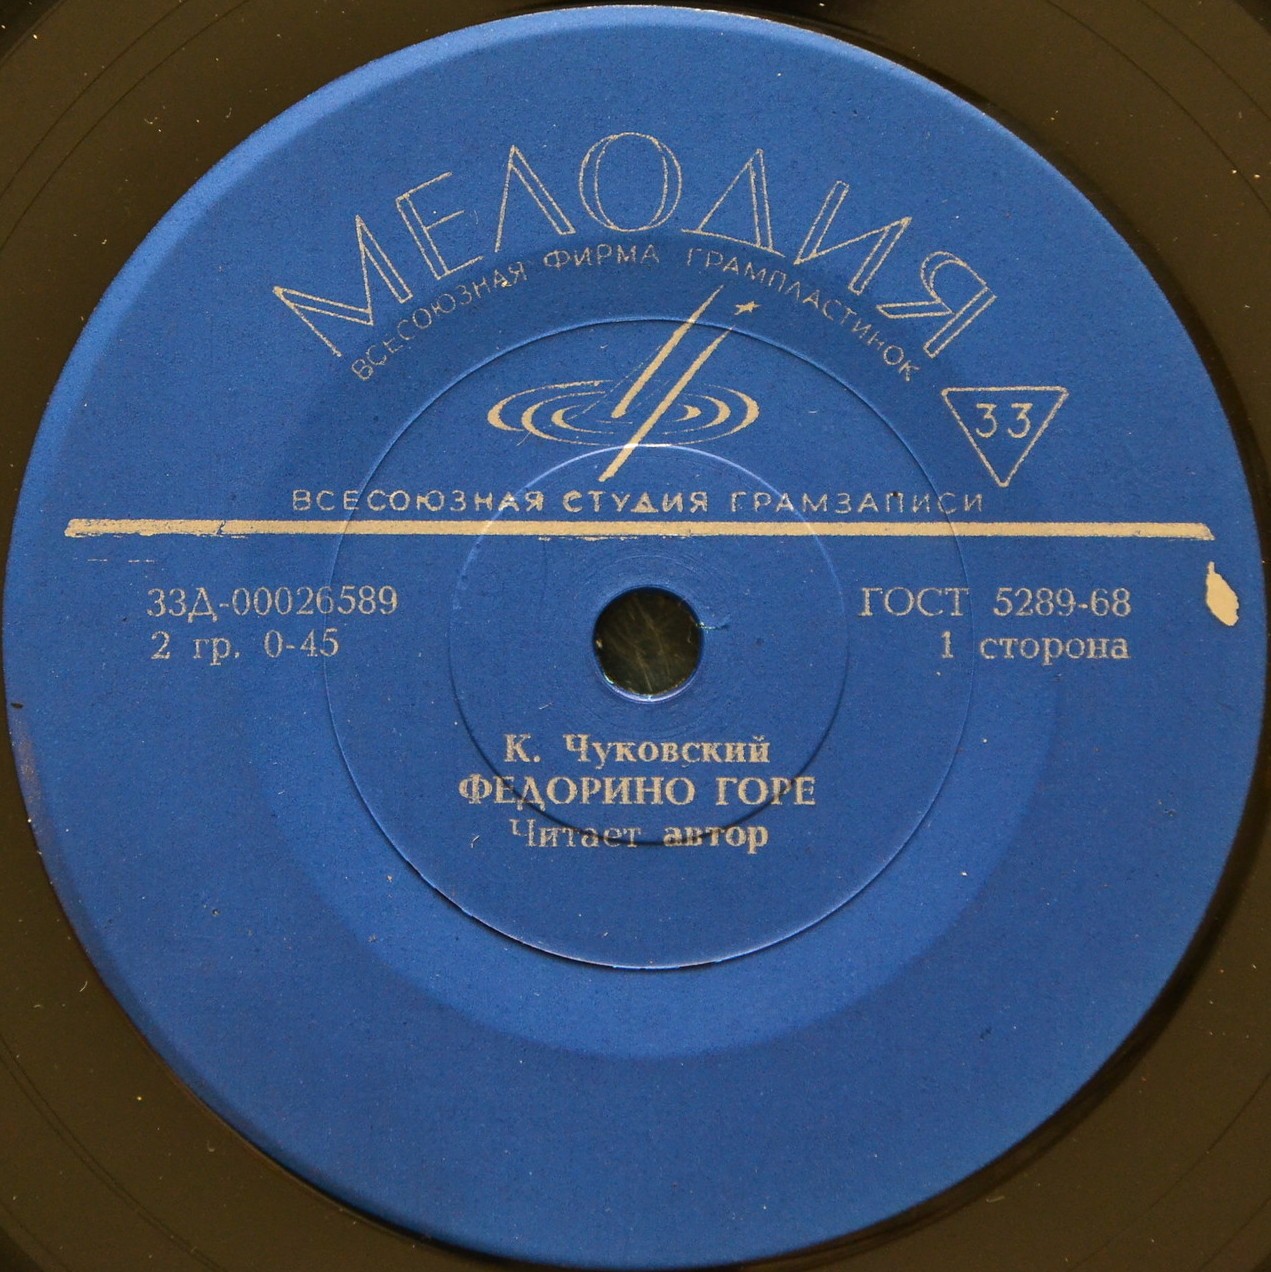 МЕЛОДИЯ
ВСЕСОЮЗНАЯ ФИРМА ГРАМПЛАСТИНОК
33
ВСЕСОЮЗНАЯ СТУДИЯ ГРАМЗАПИСИ
33Д-00026589
ГОСТ 5289-68
2 гр. 0-45
1 сторона
К. Чуковский
ФЕДОРИНО ГОРЕ
Читает автор